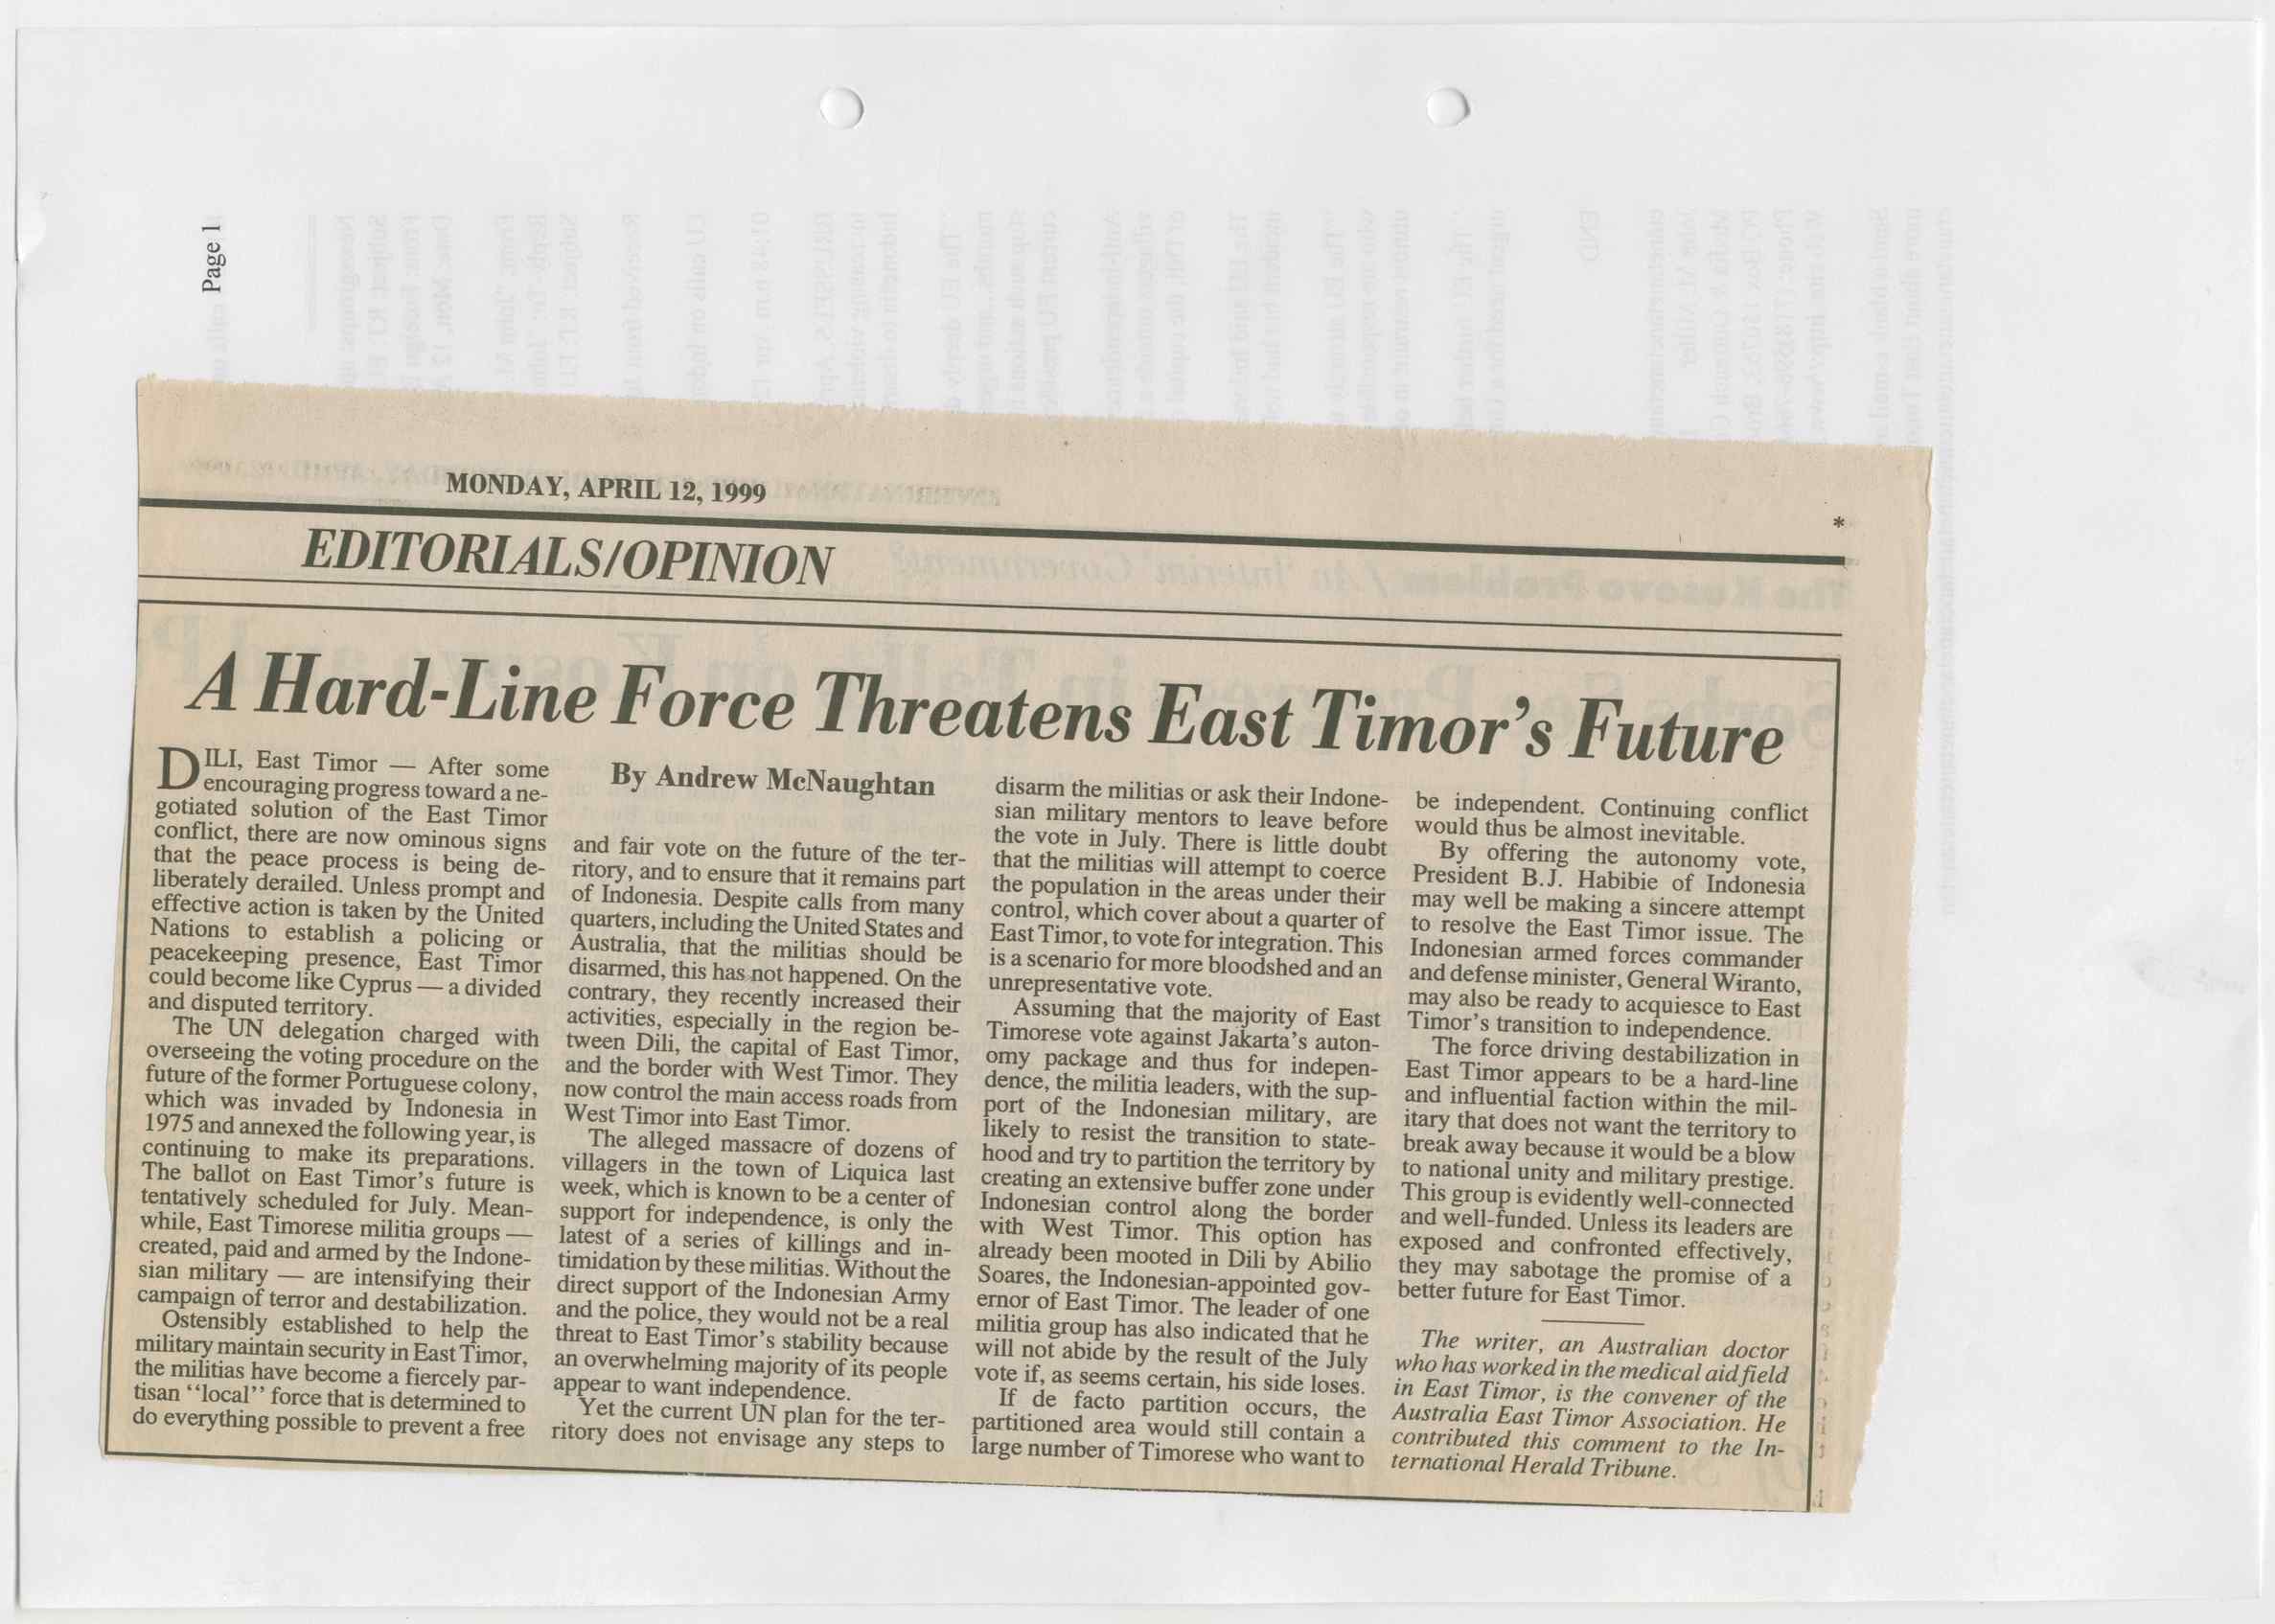 Page 1
MONDAY, APRIL 12, 1999
*
EDITORIALS/OPINION
A Hard-Line Force Threatens East Timor's Future
By Andrew McNaughtan
DILI, East Timor — After some
encouraging progress toward a ne-
gotiated solution of the East Timor
conflict, there are now ominous signs
that the peace process is being de-
liberately derailed. Unless prompt and
effective action is taken by the United
Nations to establish a policing or
peacekeeping presence, East Timor
could become like Cyprus — a divided
and disputed territory.
The UN delegation charged with
overseeing the voting procedure on the
future of the former Portuguese colony,
which was invaded by Indonesia in
1975 and annexed the following year, is
continuing to make its preparations.
The ballot on East Timor's future is
tentatively scheduled for July. Mean-
while, East Timorese militia groups —
created, paid and armed by the Indone-
sian military — are intensifying their
campaign of terror and destabilization.
Ostensibly established to help the
military maintain security in East Timor,
the militias have become a fiercely par-
tisan ‘‘local’’ force that is determined to
do everything possible to prevent a free
and fair vote on the future of the ter-
ritory, and to ensure that it remains part
of Indonesia. Despite calls from many
quarters, including the United States and
Australia, that the militias should be
disarmed, this has not happened. On the
contrary, they recently increased their
activities, especially in the region be-
tween Dili, the capital of East Timor,
and the border with West Timor. They
now control the main access roads from
West Timor into East Timor.
The alleged massacre of dozens of
villagers in the town of Liquica last
week, which is known to be a center of
support for independence, is only the
latest of a series of killings and in-
timidation by these militias. Without the
direct support of the Indonesian Army
and the police, they would not be a real
threat to East Timor's stability because
an overwhelming majority of its people
appear to want independence.
Yet the current UN plan for the ter-
ritory does not envisage any steps to
disarm the militias or ask their Indone-
sian military mentors to leave before
the vote in July. There is little doubt
that the militias will attempt to coerce
the population in the areas under their
control, which cover about a quarter of
East Timor, to vote for integration. This
is a scenario for more bloodshed and an
unrepresentative vote.
Assuming that the majority of East
Timorese vote against Jakarta's auton-
omy package and thus for indepen-
dence, the militia leaders, with the sup-
port of the Indonesian military, are
likely to resist the transition to state-
hood and try to partition the territory by
creating an extensive buffer zone under
Indonesian control along the border
with West Timor. This option has
already been mooted in Dili by Abilio
Soares, the Indonesian-appointed gov-
ernor of East Timor. The leader of one
militia group has also indicated that he
will not abide by the result of the July
vote if, as seems certain, his side loses.
If de facto partition occurs, the
partitioned area would still contain a
large number of Timorese who want to
be independent. Continuing conflict
would thus be almost inevitable.
By offering the autonomy vote,
President B.J. Habibie of Indonesia
may well be making a sincere attempt
to resolve the East Timor issue. The
Indonesian armed forces commander
and defense minister, General Wiranto,
may also be ready to acquiesce to East
Timor's transition to independence.
The force driving destabilization in
East Timor appears to be a hard-line
and influential faction within the mil-
itary that does not want the territory to
break away because it would be a blow
to national unity and military prestige.
This group is evidently well-connected
and well-funded. Unless its leaders are
exposed and confronted effectively,
they may sabotage the promise of a
better future for East Timor.
The writer, an Australian doctor
who has worked in the medical aid field
in East Timor, is the convener of the
Australia East Timor Association. He
contributed this comment to the In-
ternational Herald Tribune.